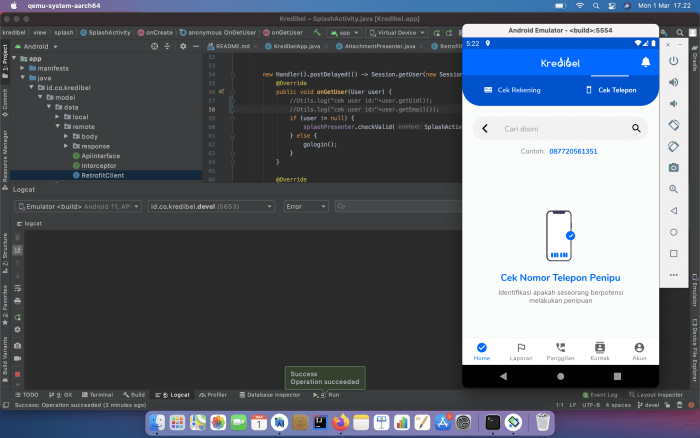 qemu-system-aarch64
Mon 1 Mar 17.22
Kredibel – SplashActivity.java [Kredibel.app]
kredibel
view
splash
SplashActivity
onCreate
anonymous OnGetUser
onGetUser
app
Virtual Device
Android
README.md
KredibelApp.java
AttachmentPresenter.java
app
manifests
java
id.co.kredibel
model
data
local
remote
body
response
ApiInterface
Interceptor
RetrofitClient
52
53
54
55
56
57
58
59
60
61
62
63
64
new Handler().postDelayed(() -> Session.getUser(new Session
@Override
public void onGetUser(User user) {
//Utils.log("cek user id:"+user.getUid());
//Utils.log("cek user id:"+user.getEmail());
if (user != null) {
splashPresenter.checkValid( context: SplashActiv
} else {
gologin();
}
}
@Override
1: Project
Commit
Resource Manager
Z: Structure
Favorites
Build Variants
Gradle
Emulator
Device File Explorer
Logcat
Emulator <build> Android 11, AP
id.co.kredibel.devel (5653)
Error
logcat
Success
Operation succeeded
TODO
9: Git
Terminal
Build
6: Logcat
Profiler
Database Inspector
4: Run
Event Log
Layout Inspector
Success: Operation succeeded (2 minutes ago)
1:1
LF
UTF-8
4 spaces
devel
Android Emulator - <build>:5554
5:22
Kredibel
Cek Rekening
Cek Telepon
Cari disini
Contoh: 087720561351
Cek Nomor Telepon Penipu
Identifikasi apakah seseorang berpotensi
melakukan penipuan
Home
Laporan
Panggilan
Kontak
Akun